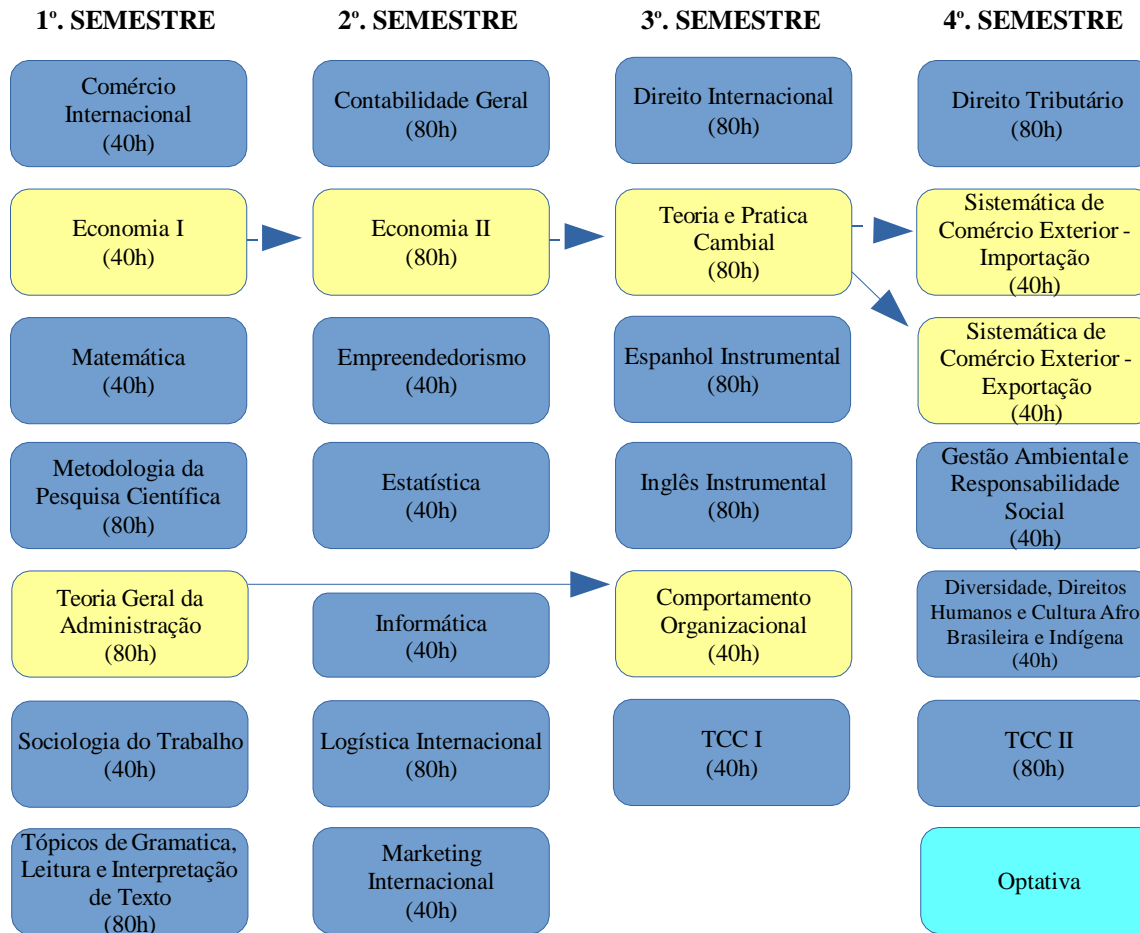 1º. SEMESTRE
2º. SEMESTRE
3º. SEMESTRE
4º. SEMESTRE
Comércio
Internacional
(40h)
Contabilidade Geral
(80h)
Direito Internacional
(80h)
Direito Tributário
(80h)
Economia I
(40h)
Economia II
(80h)
Teoria e Pratica
Cambial
(80h)
Sistemática de
Comércio Exterior -
Importação
(40h)
Matemática
(40h)
Empreendedorismo
(40h)
Espanhol Instrumental
(80h)
Sistemática de
Comércio Exterior -
Exportação
(40h)
Metodologia da
Pesquisa Científica
(80h)
Estatística
(40h)
Inglês Instrumental
(80h)
Gestão Ambiental e
Responsabilidade
Social
(40h)
Teoria Geral da
Administração
(80h)
Informática
(40h)
Comportamento
Organizacional
(40h)
Diversidade, Direitos
Humanos e Cultura Afro
Brasileira e Indígena
(40h)
Sociologia do Trabalho
(40h)
Logística Internacional
(80h)
TCC I
(40h)
TCC II
(80h)
Tópicos de Gramatica,
Leitura e Interpretação
de Texto
(80h)
Marketing
Internacional
(40h)
Optativa